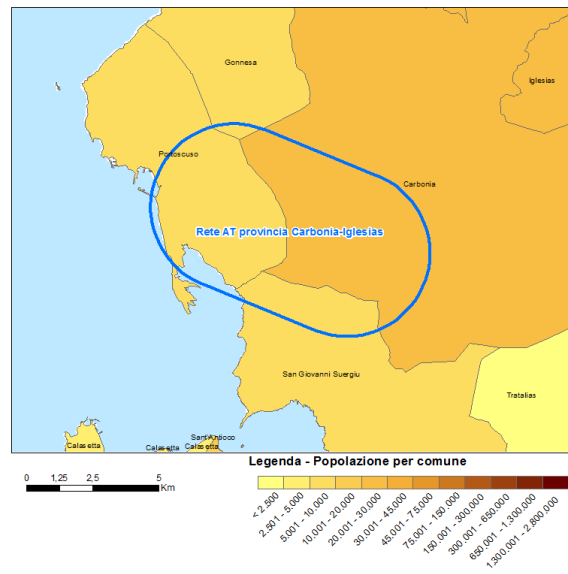 Gonnesa
Iglesias
Portoscuso
Carbonia
Rete AT provincia Carbonia-Iglesias
San Giovanni Suergiu
Tratalias
Sant'Antioco
Calasetta
Calasetta
Calasetta
Legenda - Popolazione per comune
0 1,25 2,5 5
Km
< 2.500
2.501 - 5.000
5.001 - 10.000
10.001 - 20.000
20.000 - 30.000
30.001 - 45.000
45.001 - 75.000
75.001 - 150.000
150.001 - 300.000
300.001 - 650.000
650.001 - 1.300.000
1.300.001 - 2.800.000